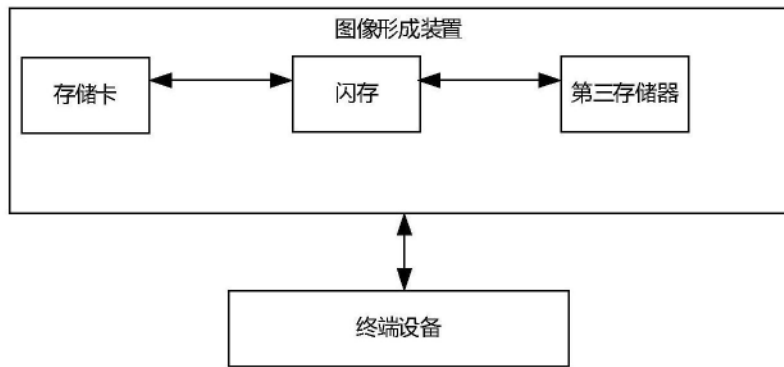 图像形成装置
存储卡
闪存
第三存储器
终端设备